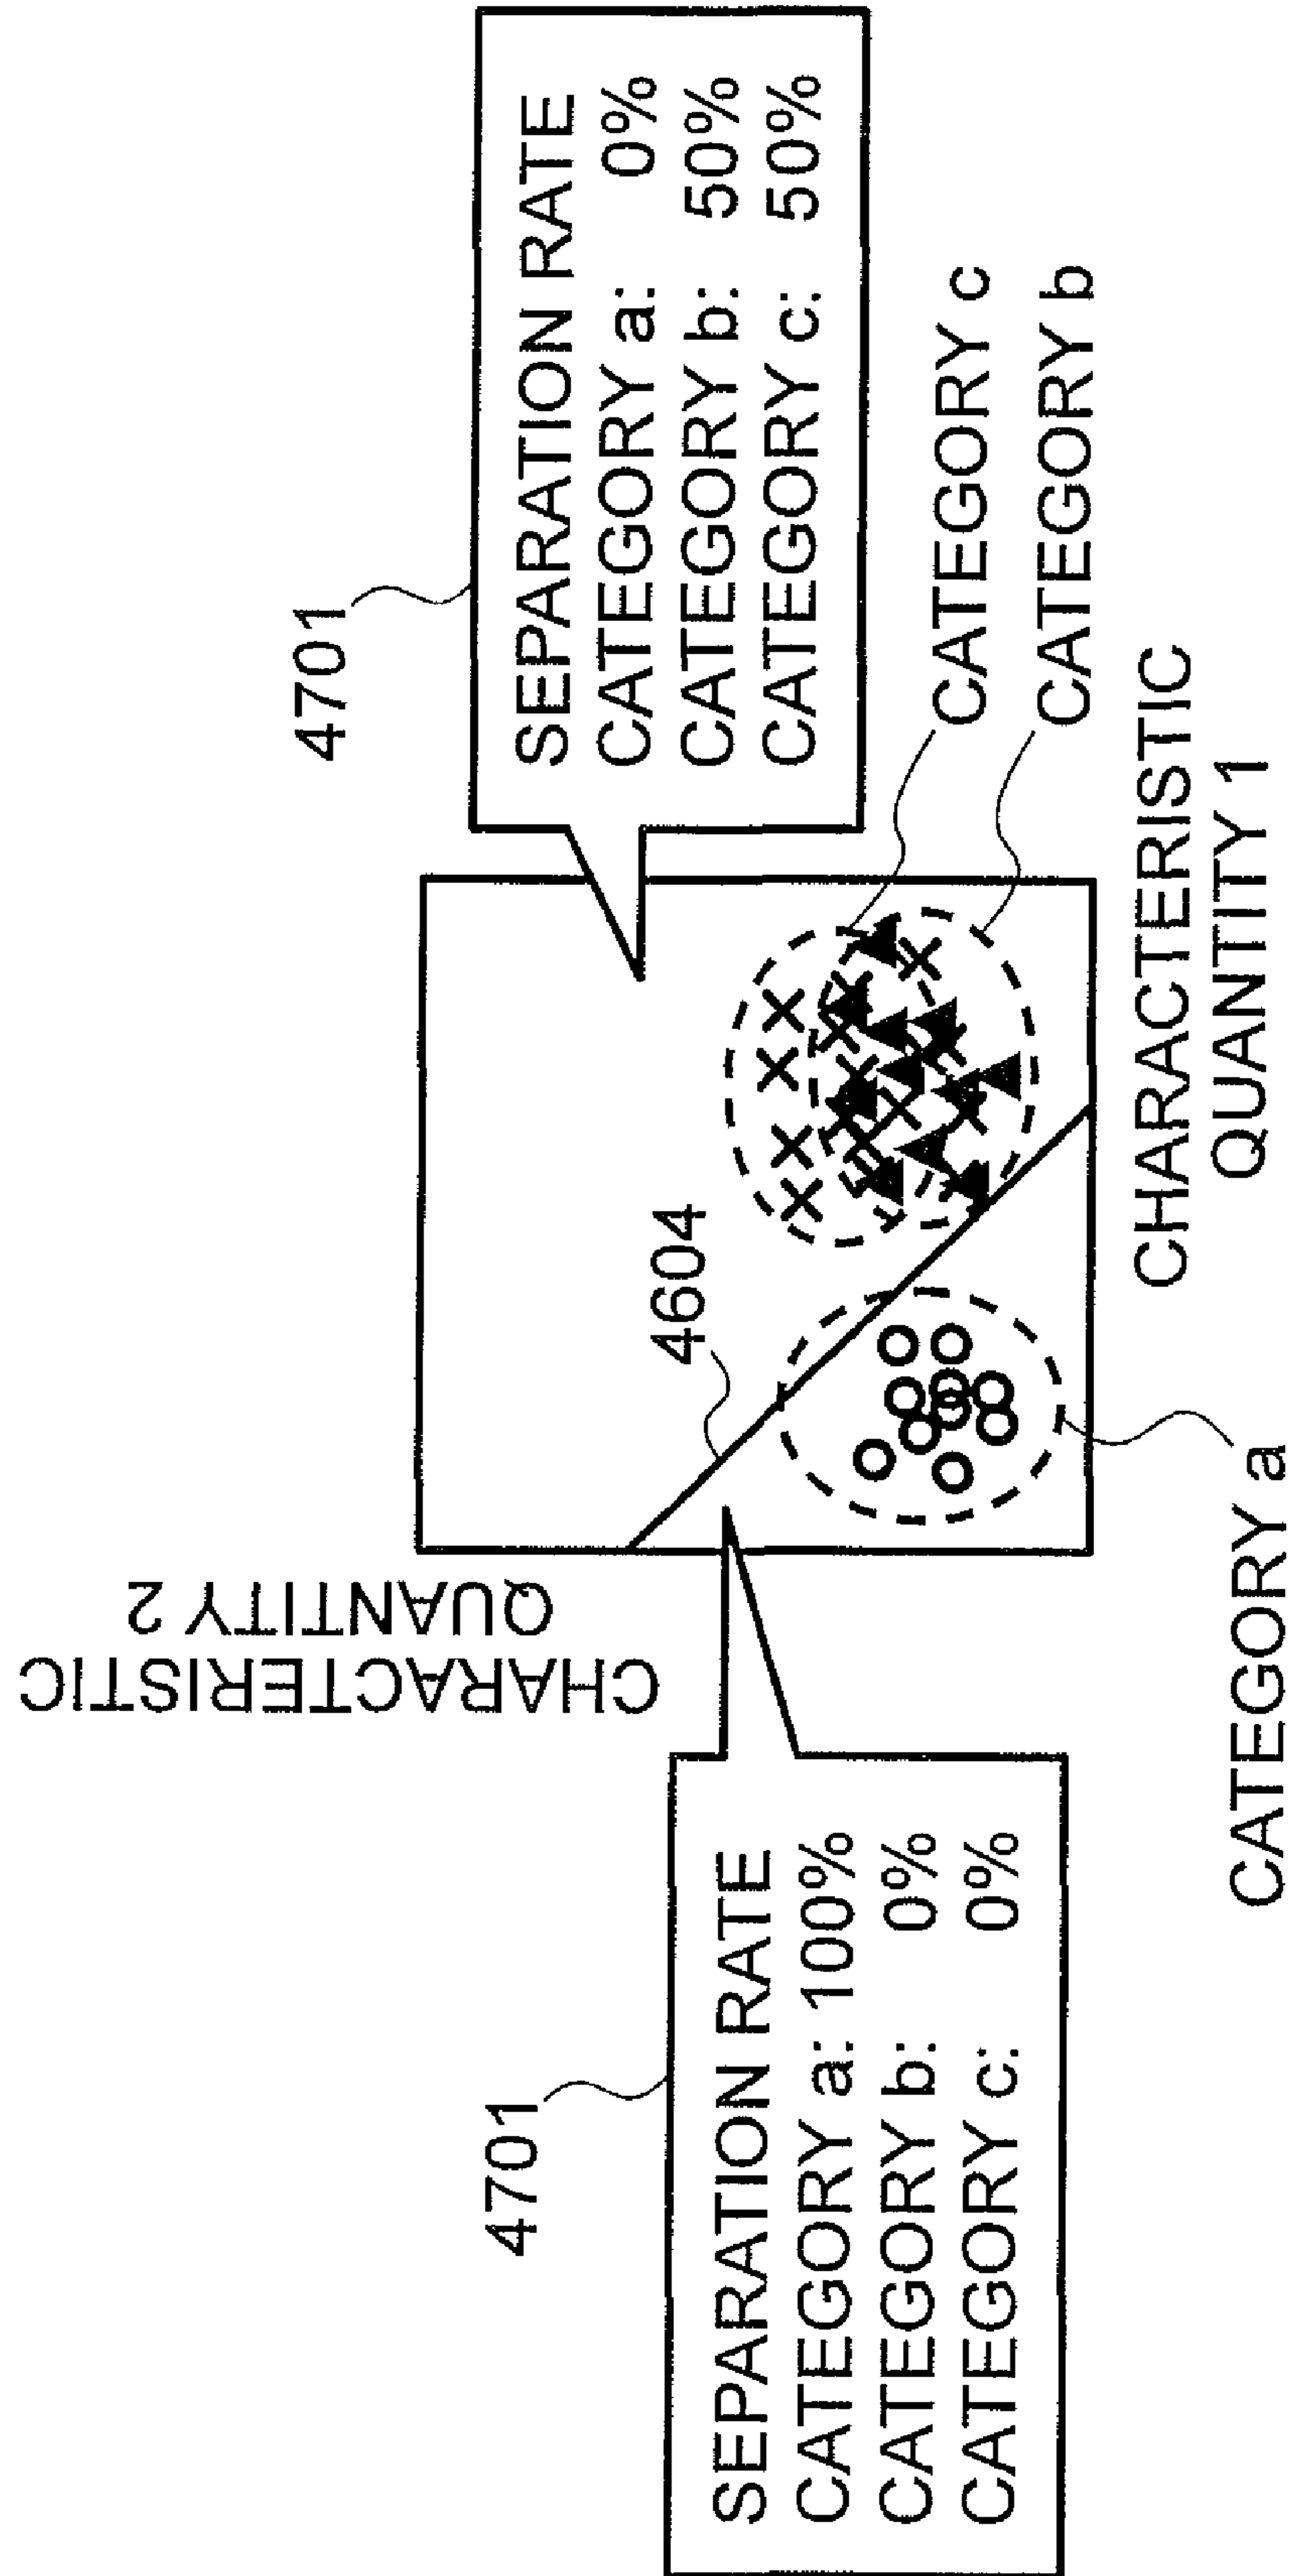 4701
SEPARATION RATE
CATEGORY a: 100%
CATEGORY b: 0%
CATEGORY c: 0%
CHARACTERISTIC
QUANTITY 2
4604
4701
SEPARATION RATE
CATEGORY a: 0%
CATEGORY b: 50%
CATEGORY c: 50%
CATEGORY c
CATEGORY b
CATEGORY a
CHARACTERISTIC
QUANTITY 1